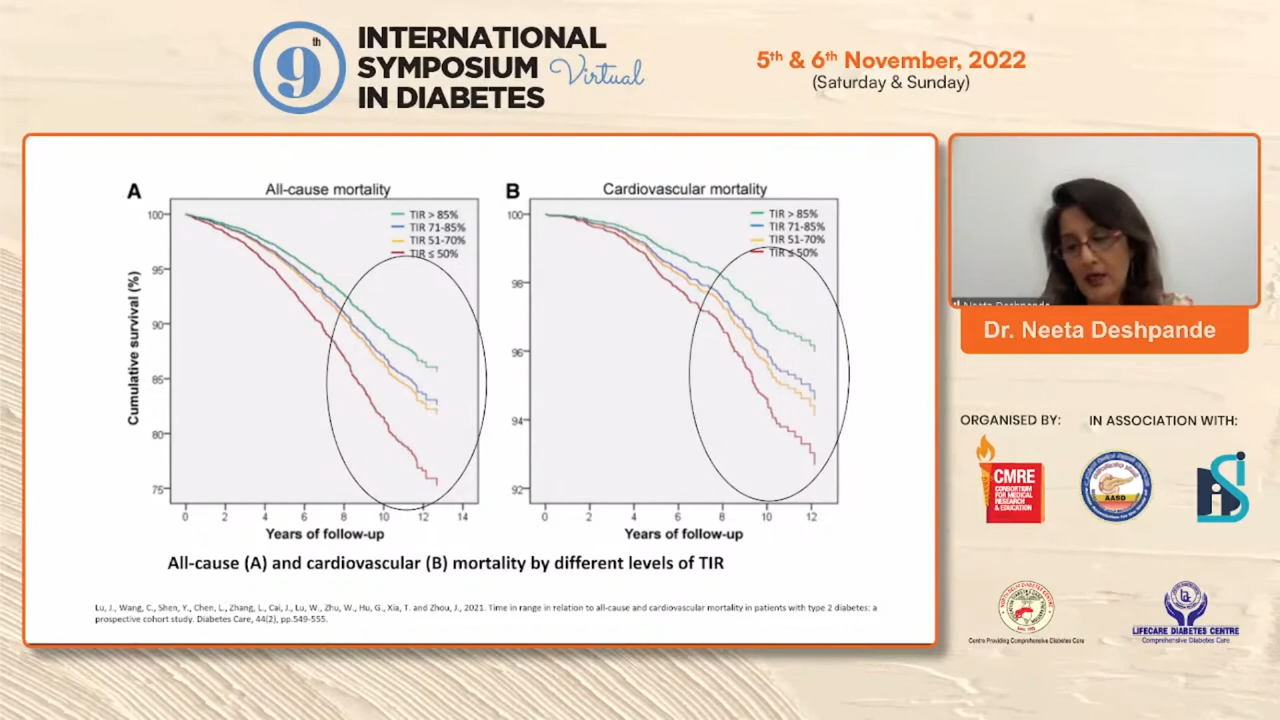 9th
INTERNATIONAL
SYMPOSIUM Virtual
IN DIABETES
5th & 6th November, 2022
(Saturday & Sunday)
A
All-cause mortality
TIR > 85%
TIR 71-85%
TIR 51-70%
TIR ≤ 50%
Cumulative survival (%)
100
95
90
85
80
75
0 2 4 6 8 10 12 14
Years of follow-up
B
Cardiovascular mortality
TIR > 85%
TIR 71-85%
TIR 51-70%
TIR ≤ 50%
100
98
96
94
92
0 2 4 6 8 10 12
Years of follow-up
All-cause (A) and cardiovascular (B) mortality by different levels of TIR
Lu, J., Wang, C., Shen, Y., Chen, L., Zhang, L., Cai, J., Lu, W., Zhu, W., Hu, G., Xia, T. and Zhou, J., 2021. Time in range in relation to all-cause and cardiovascular mortality in patients with type 2 diabetes: a
prospective cohort study. Diabetes Care, 44(2), pp.549-555.
Neeta Deshpande
Dr. Neeta Deshpande
ORGANISED BY:
IN ASSOCIATION WITH:
CMRE
CONSORTIUM
FOR MEDICAL
RESEARCH
& EDUCATION
AASD
Centre Providing Comprehensive Diabetes Care
LIFECARE DIABETES CENTRE
Comprehensive Diabetes Care